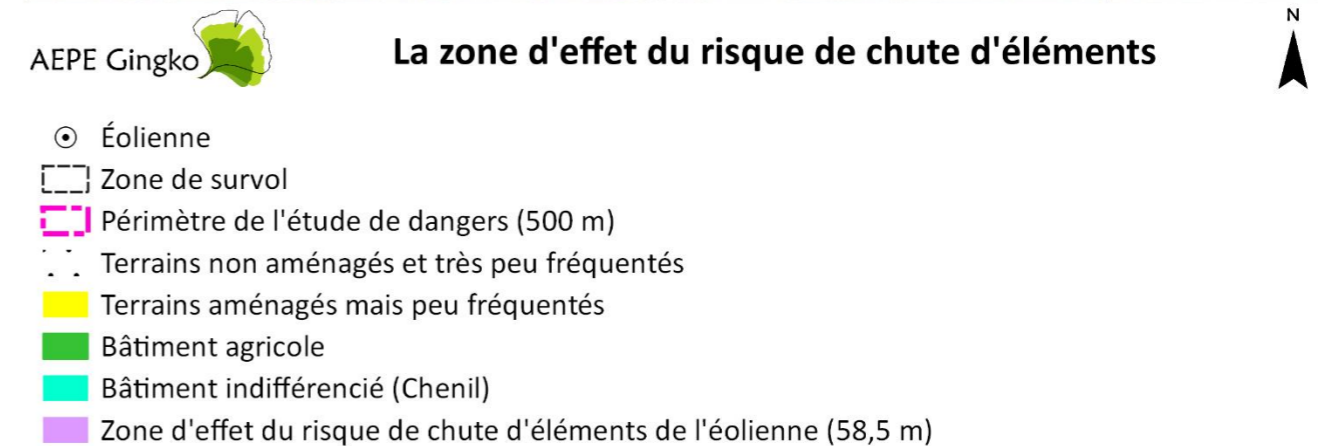 AEPE Gingko
La zone d'effet du risque de chute d'éléments
N
Éolienne
Zone de survol
Périmètre de l'étude de dangers (500 m)
Terrains non aménagés et très peu fréquentés
Terrains aménagés mais peu fréquentés
Bâtiment agricole
Bâtiment indifférencié (Chenil)
Zone d'effet du risque de chute d'éléments de l'éolienne (58,5 m)